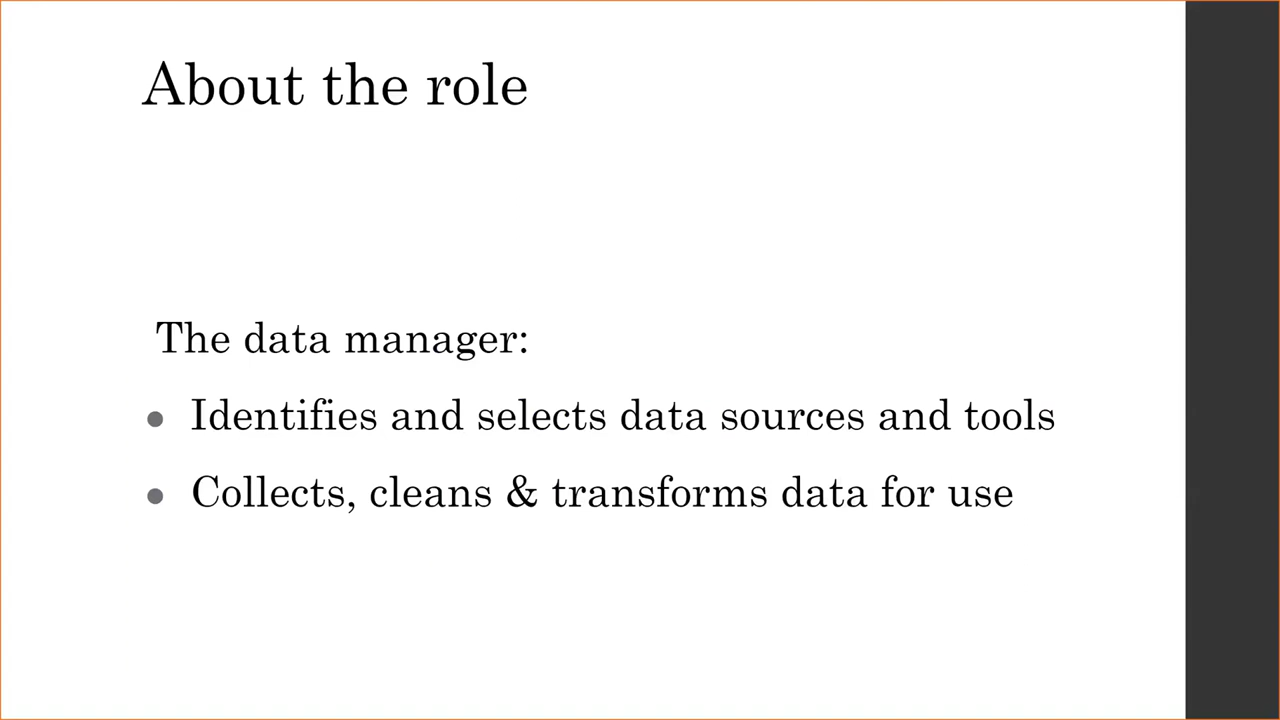 About the role
The data manager:
● Identifies and selects data sources and tools
● Collects, cleans & transforms data for use